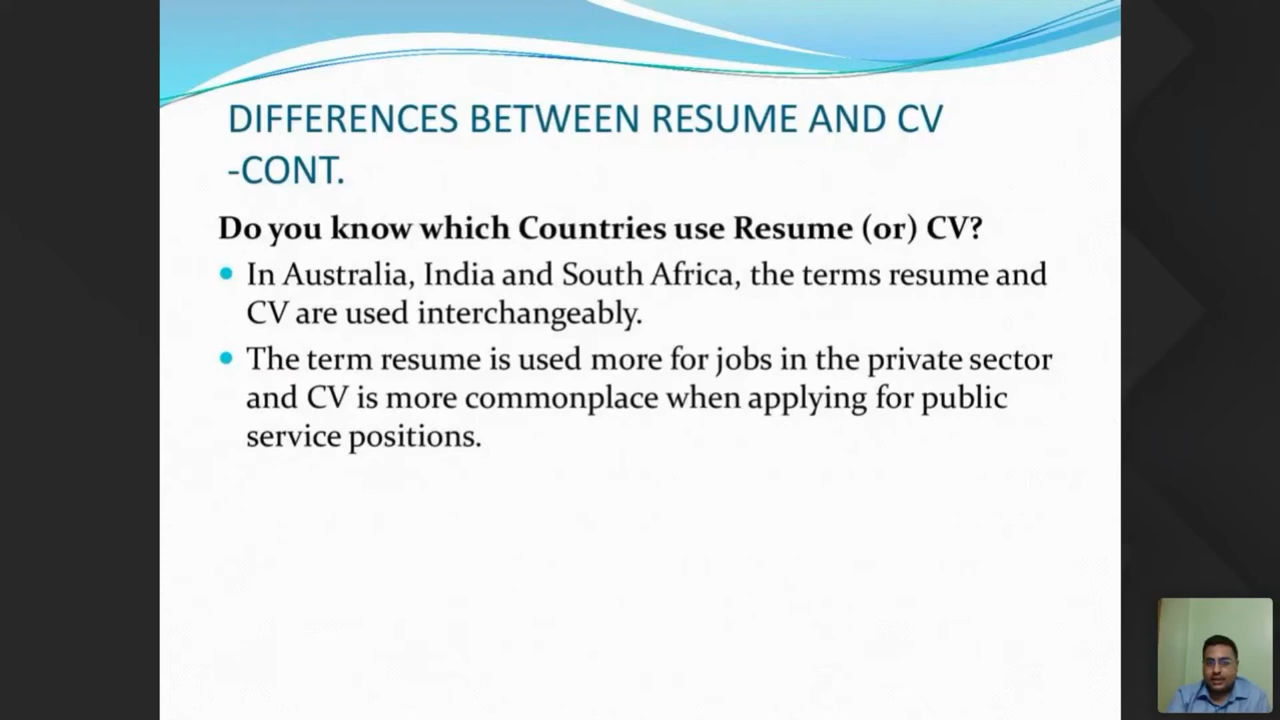 DIFFERENCES BETWEEN RESUME AND CV
-CONT.
Do you know which Countries use Resume (or) CV?
In Australia, India and South Africa, the terms resume and
CV are used interchangeably.
The term resume is used more for jobs in the private sector
and CV is more commonplace when applying for public
service positions.